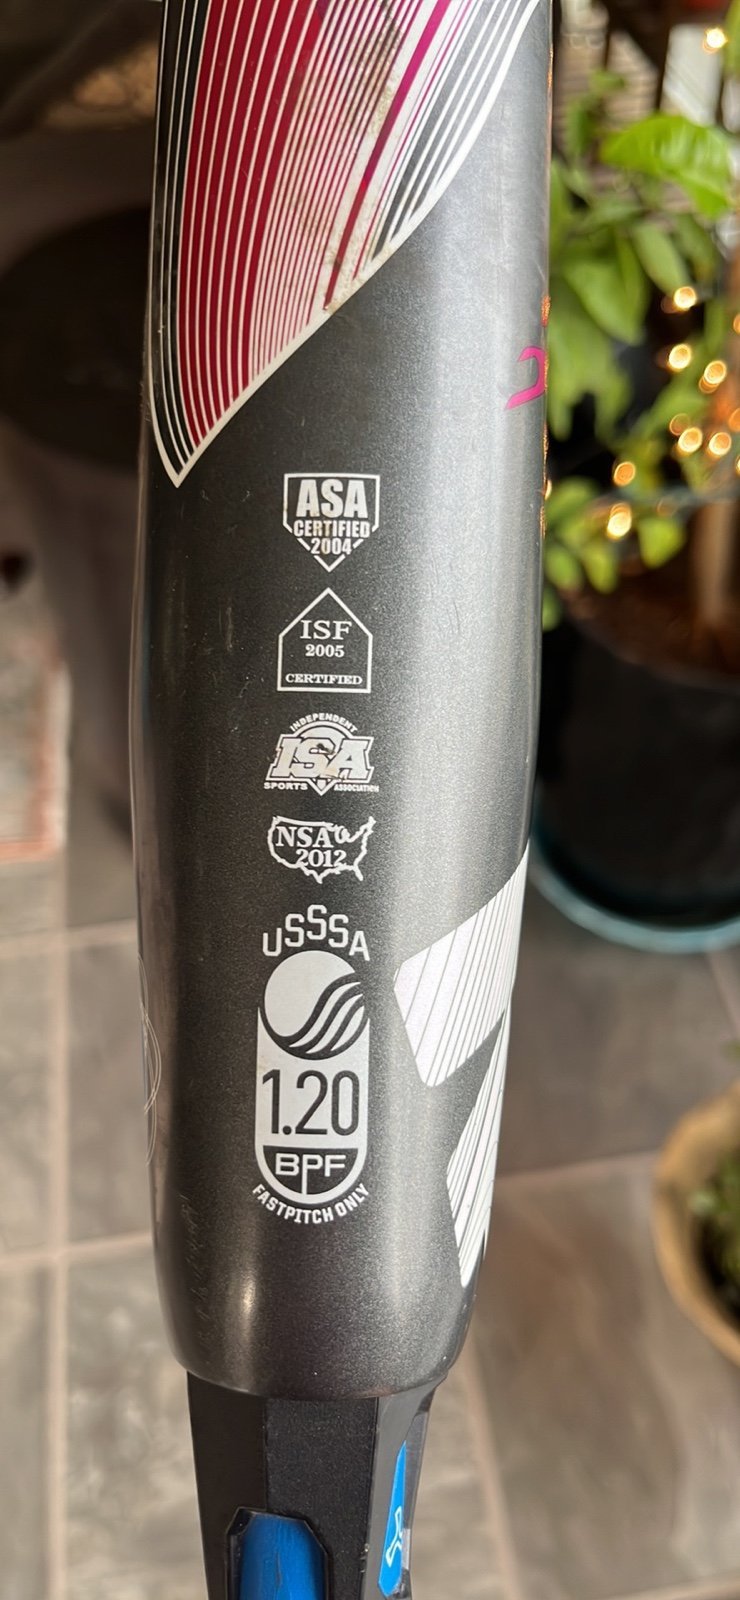 ASA
CERTIFIED
2004
ISF
2005
CERTIFIED
INDEPENDENT
ISA
SPORTS ASSOCIATION
NSA
2012
USSSA
1.20
BPF
FASTPITCH ONLY